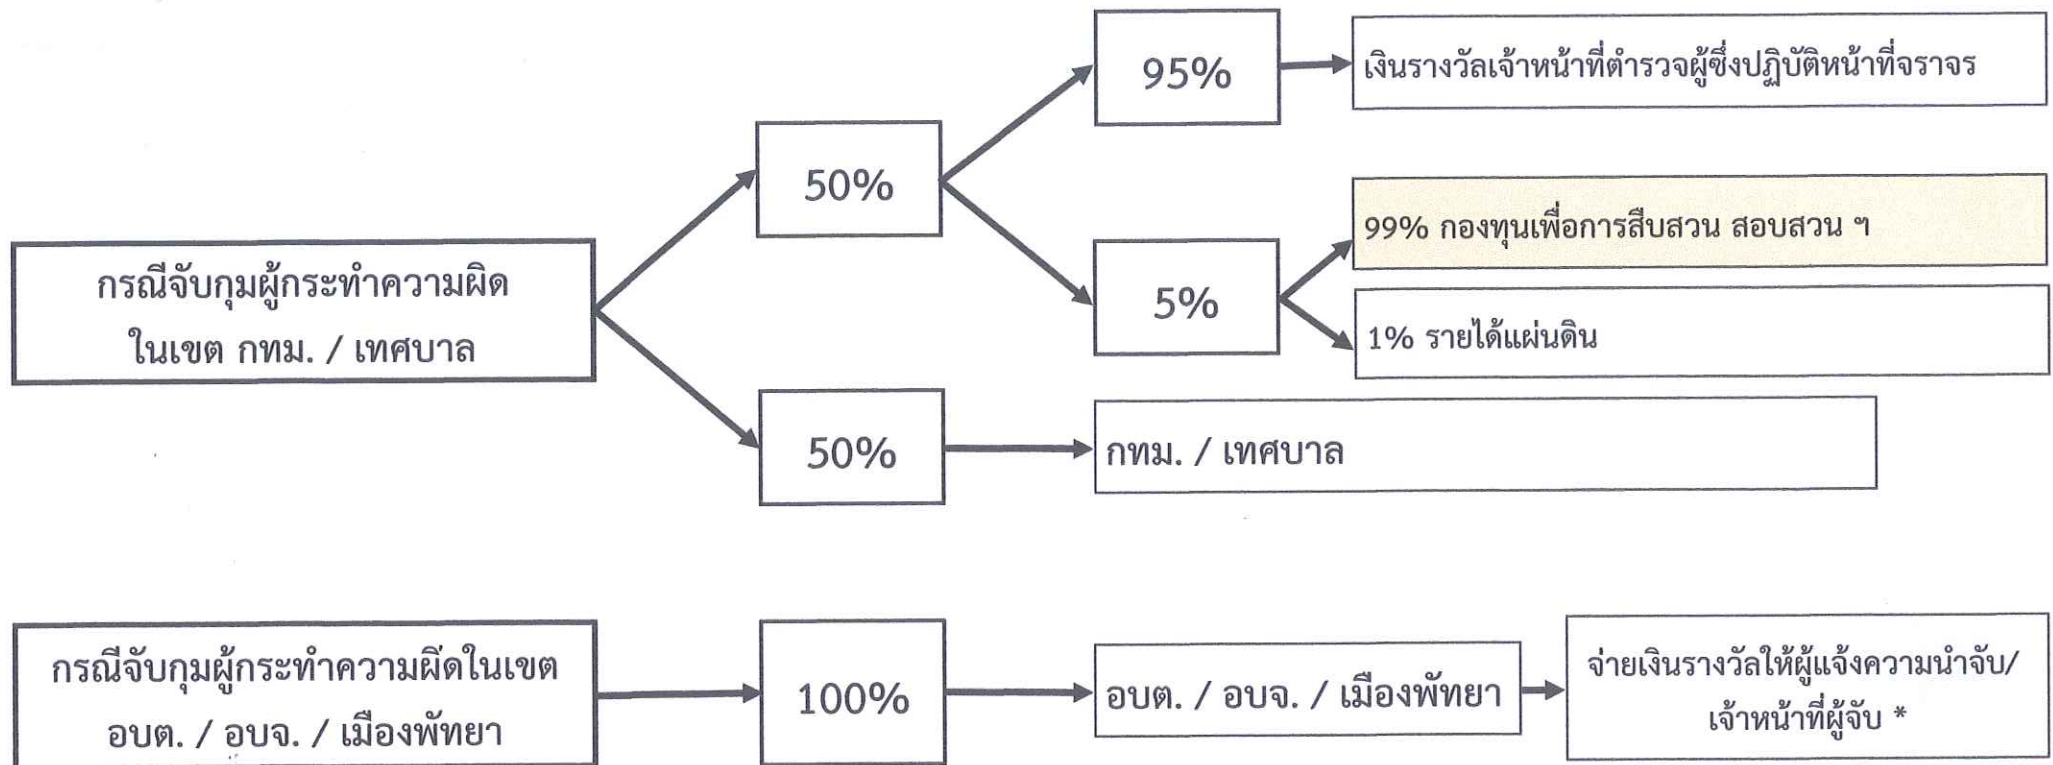 95%
เงินรางวัลเจ้าหน้าที่ตำรวจผู้ซึ่งปฏิบัติหน้าที่จราจร
50%
99% กองทุนเพื่อการสืบสวน สอบสวน ฯ
กรณีจับกุมผู้กระทำความผิด
ในเขต กทม. / เทศบาล
5%
1% รายได้แผ่นดิน
50%
กทม. / เทศบาล
กรณีจับกุมผู้กระทำความผิดในเขต
อบต. / อบจ. / เมืองพัทยา
100%
อบต. / อบจ. / เมืองพัทยา
จ่ายเงินรางวัลให้ผู้แจ้งความนำจับ/
เจ้าหน้าที่ผู้จับ *